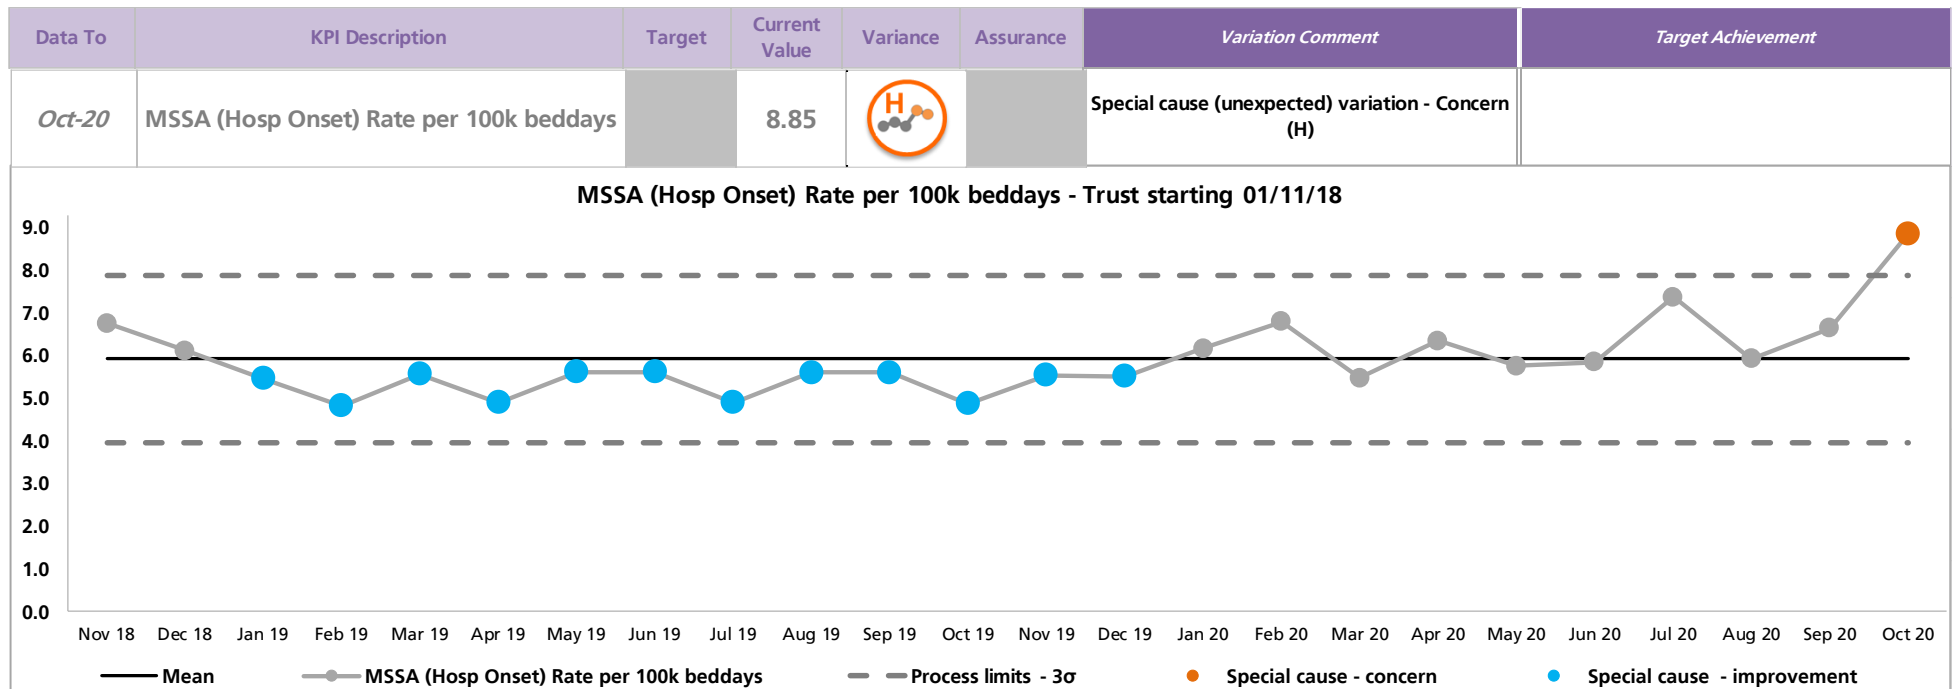 Data To KPI Description Target Current Value Variance Assurance Variation Comment Target Achievement
Oct-20 MSSA (Hosp Onset) Rate per 100k beddays 8.85 H Special cause (unexpected) variation - Concern (H)
MSSA (Hosp Onset) Rate per 100k beddays - Trust starting 01/11/18
9.0
8.0
7.0
6.0
5.0
4.0
3.0
2.0
1.0
0.0
Nov 18 Dec 18 Jan 19 Feb 19 Mar 19 Apr 19 May 19 Jun 19 Jul 19 Aug 19 Sep 19 Oct 19 Nov 19 Dec 19 Jan 20 Feb 20 Mar 20 Apr 20 May 20 Jun 20 Jul 20 Aug 20 Sep 20 Oct 20
Mean MSSA (Hosp Onset) Rate per 100k beddays Process limits - 3σ Special cause - concern Special cause - improvement